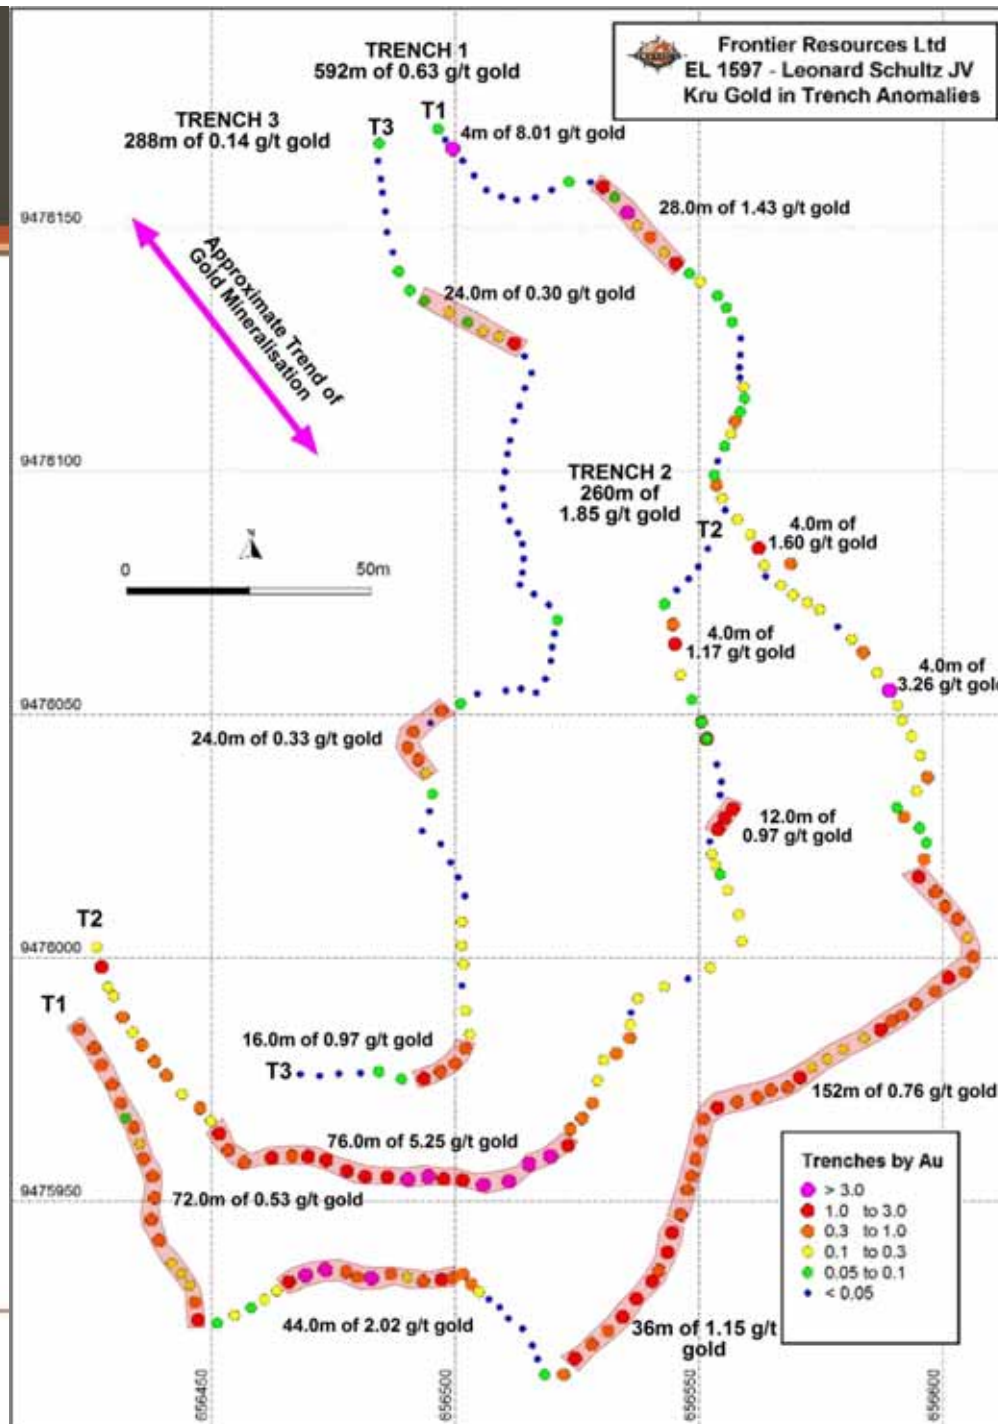 Frontier Resources Ltd
EL 1597 - Leonard Schultz JV
Kru Gold in Trench Anomalies
TRENCH 1
592m of 0.63 g/t gold
TRENCH 3
288m of 0.14 g/t gold
T3
T1
4m of 8.01 g/t gold
28.0m of 1.43 g/t gold
9476150
Approximate Trend of
Gold Mineralisation
24.0m of 0.30 g/t gold
9476100
TRENCH 2
260m of
1.85 g/t gold
T2
4.0m of
1.60 g/t gold
N
0 50m
4.0m of
1.17 g/t gold
4.0m of
3.26 g/t gold
9476050
24.0m of 0.33 g/t gold
12.0m of
0.97 g/t gold
T2
9476000
T1
16.0m of 0.97 g/t gold
T3
152m of 0.76 g/t gold
76.0m of 5.25 g/t gold
72.0m of 0.53 g/t gold
9475950
44.0m of 2.02 g/t gold
36m of 1.15 g/t
gold
Trenches by Au
> 3.0
1.0 to 3.0
0.3 to 1.0
0.1 to 0.3
0.05 to 0.1
< 0.05
656450
656500
656550
656600